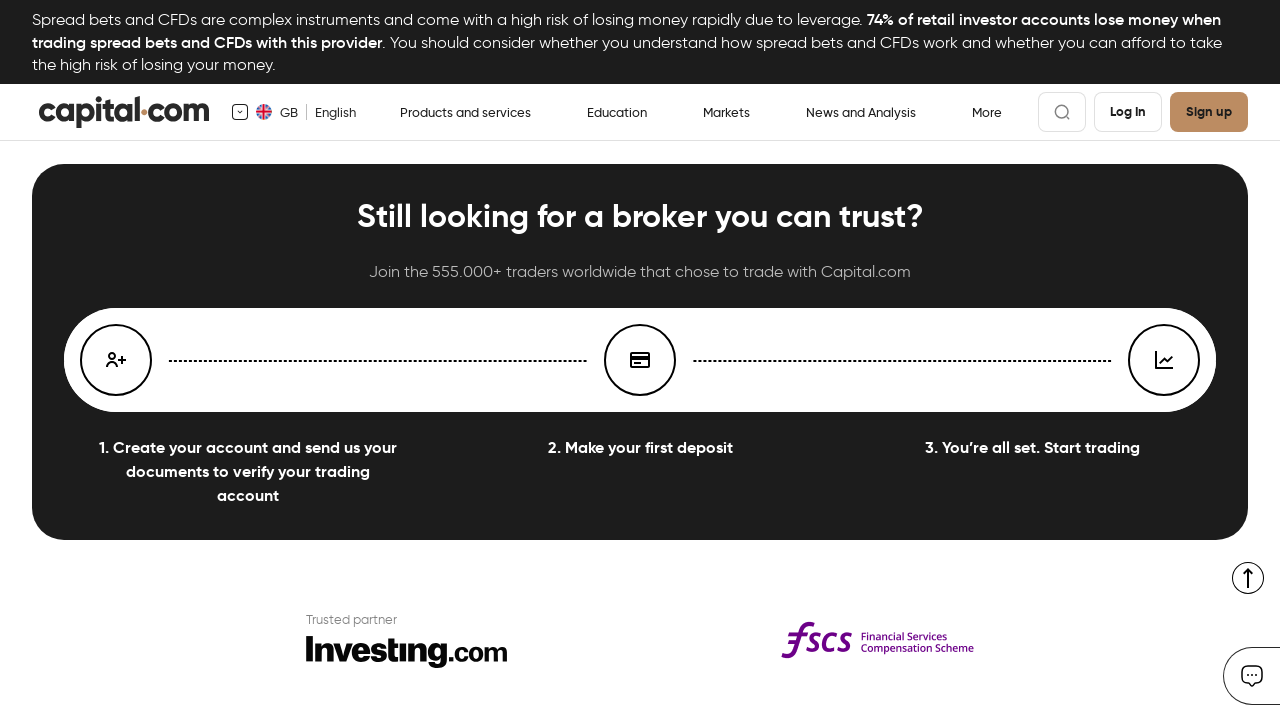 Spread bets and CFDs are complex instruments and come with a high risk of losing money rapidly due to leverage. 74% of retail investor accounts lose money when
trading spread bets and CFDs with this provider. You should consider whether you understand how spread bets and CFDs work and whether you can afford to take
the high risk of losing your money.
capital.com
GB
English
Products and services
Education
Markets
News and Analysis
More
Log In
Sign up
Still looking for a broker you can trust?
Join the 555.000+ traders worldwide that chose to trade with Capital.com
1. Create your account and send us your
documents to verify your trading
account
2. Make your first deposit
3. You’re all set. Start trading
Trusted partner
Investing.com
fscs Financial Services
Compensation Scheme